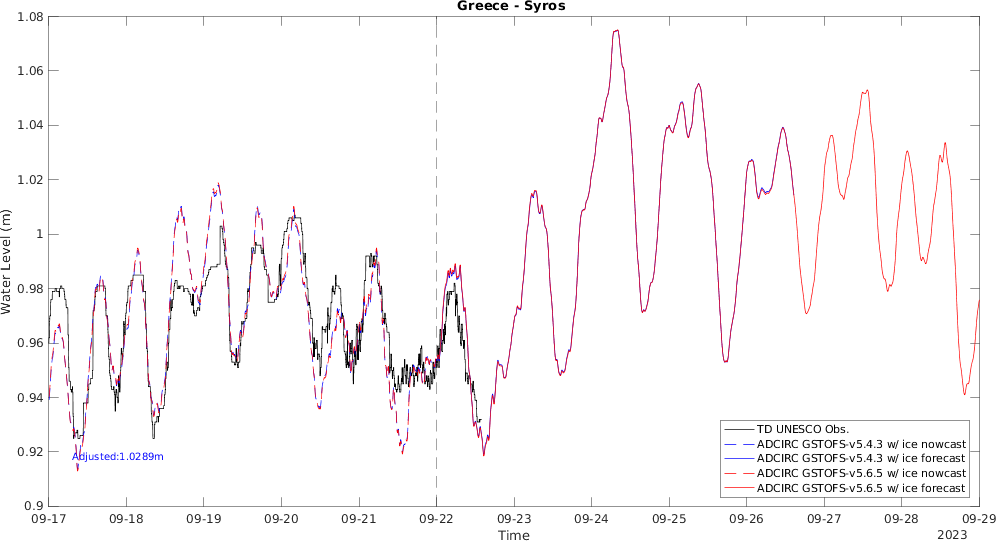 Greece - Syros
1.08
1.06
1.04
1.02
1
0.98
0.96
0.94
0.92
0.9
Water Level (m)
Adjusted:1.0289m
TD UNESCO Obs.
ADCIRC GSTOFS-v5.4.3 w/ ice nowcast
ADCIRC GSTOFS-v5.4.3 w/ ice forecast
ADCIRC GSTOFS-v5.6.5 w/ ice nowcast
ADCIRC GSTOFS-v5.6.5 w/ ice forecast
09-17 09-18 09-19 09-20 09-21 09-22 09-23 09-24 09-25 09-26 09-27 09-28 09-29
Time
2023